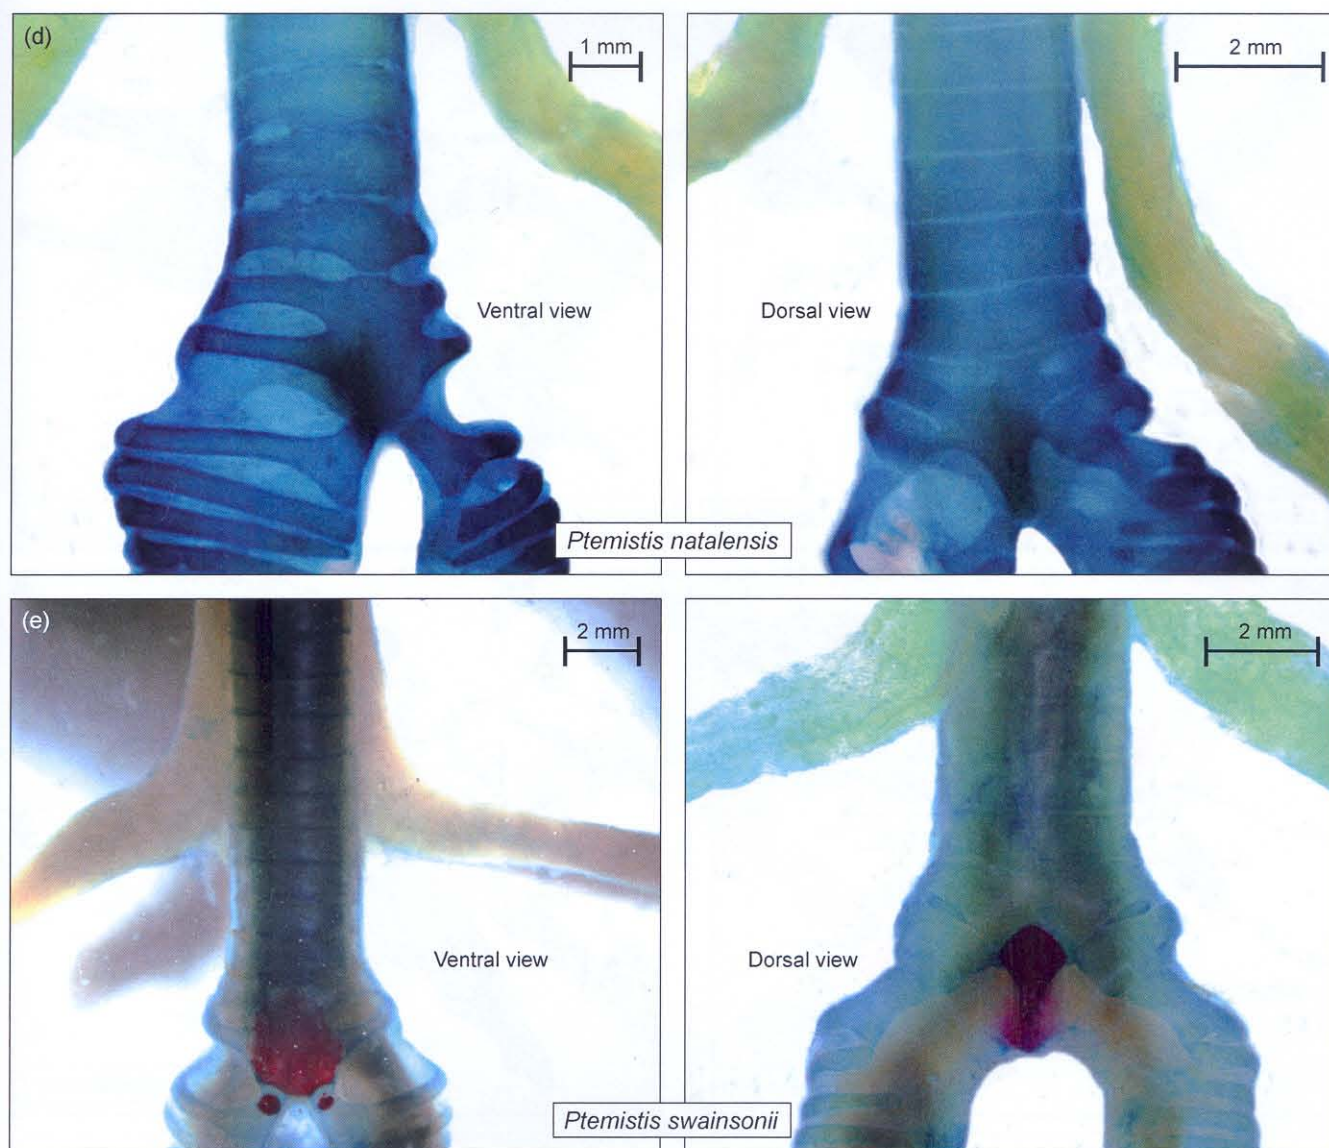 (d)
1 mm
2 mm
Ventral view
Dorsal view
Ptemistis natalensis
(e)
2 mm
2 mm
Ventral view
Dorsal view
Ptemistis swainsonii